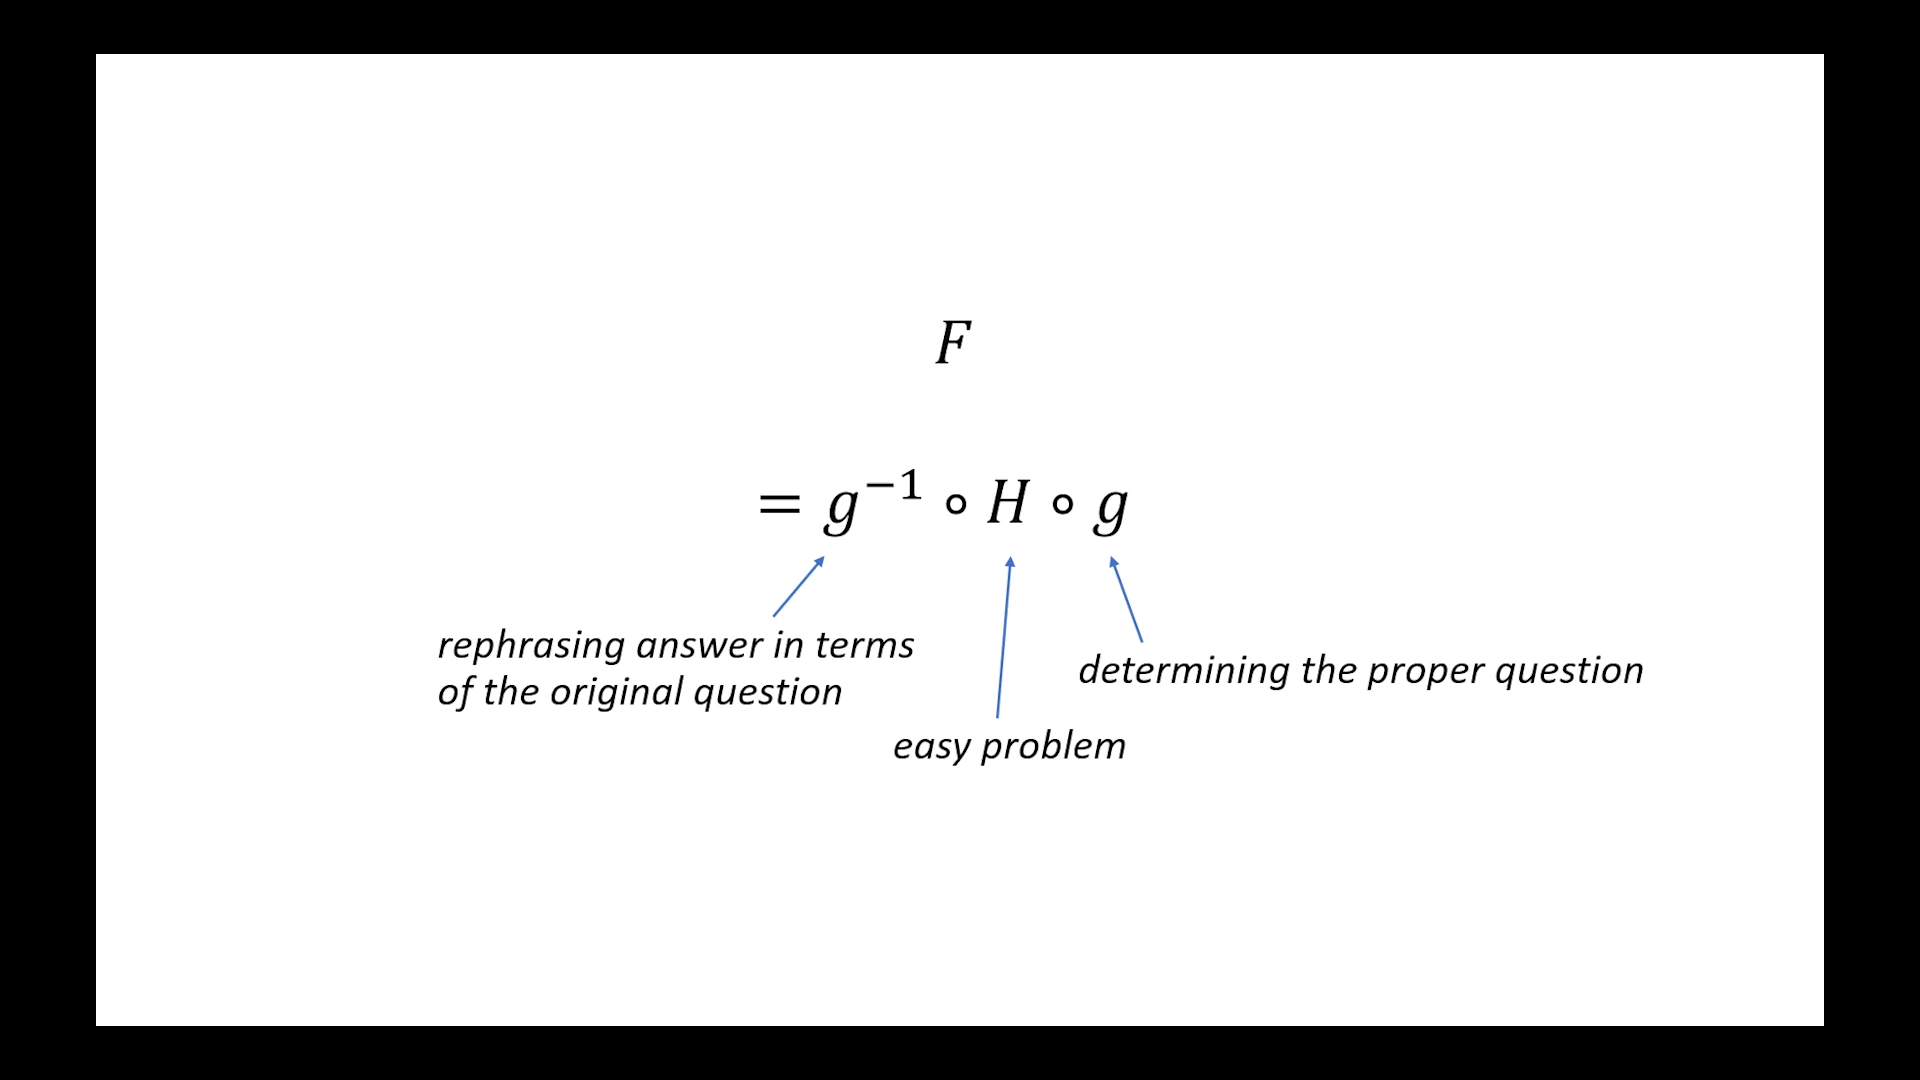 F
= g⁻¹ ∘ H ∘ g
rephrasing answer in terms
of the original question
determining the proper question
easy problem